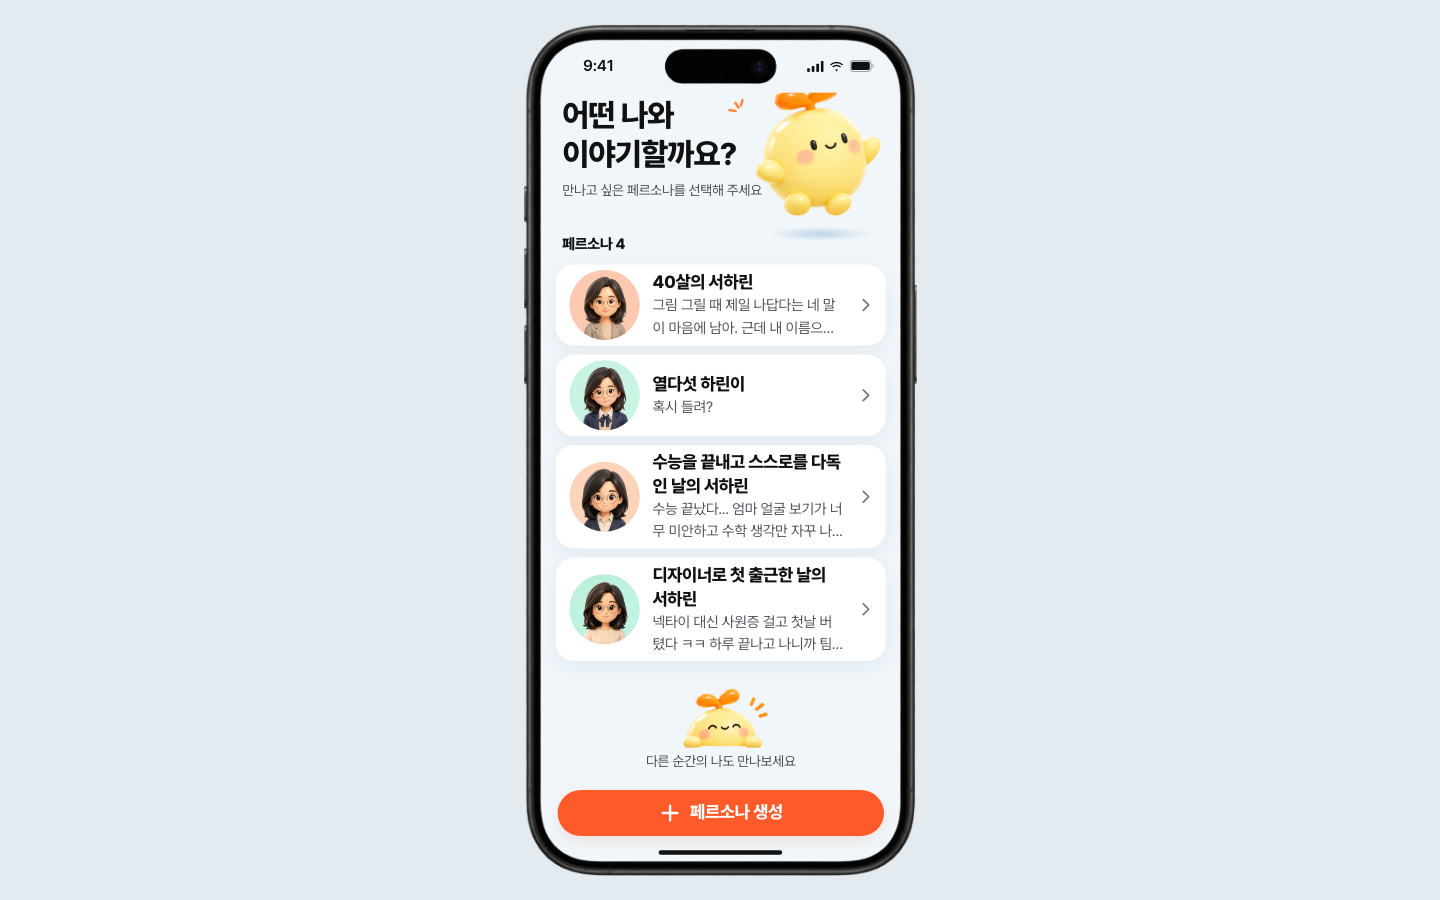 9:41
어떤 나와
이야기할까요?
만나고 싶은 페르소나를 선택해 주세요
페르소나 4
40살의 서하린
그림 그릴 때 제일 나답다는 네 말
이 마음에 남아. 근데 내 이름으...
열다섯 하린이
혹시 들려?
수능을 끝내고 스스로를 다독
인 날의 서하린
수능 끝났다... 엄마 얼굴 보기가 너
무 미안하고 수학 생각만 자꾸 나...
디자이너로 첫 출근한 날의
서하린
넥타이 대신 사원증 걸고 첫날 버
텼다 ㅋㅋ 하루 끝나고 나니까 팀...
다른 순간의 나도 만나보세요
페르소나 생성